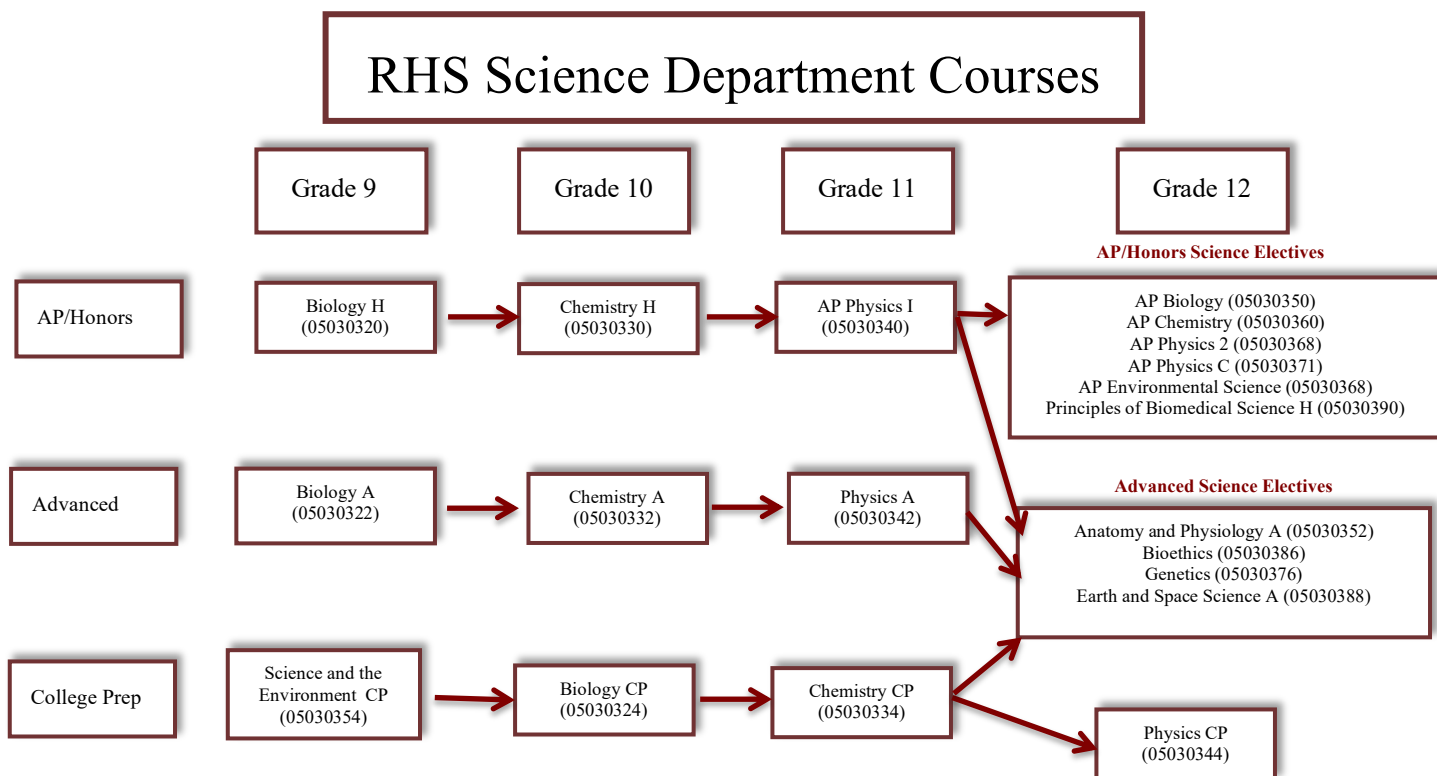 RHS Science Department Courses
Grade 9
Grade 10
Grade 11
Grade 12
AP/Honors
Biology H
(05030320)
Chemistry H
(05030330)
AP Physics I
(05030340)
AP/Honors Science Electives
AP Biology (05030350)
AP Chemistry (05030360)
AP Physics 2 (05030368)
AP Physics C (05030371)
AP Environmental Science (05030368)
Principles of Biomedical Science H (05030390)
Advanced
Biology A
(05030322)
Chemistry A
(05030332)
Physics A
(05030342)
Advanced Science Electives
Anatomy and Physiology A (05030352)
Bioethics (05030386)
Genetics (05030376)
Earth and Space Science A (05030388)
College Prep
Science and the
Environment CP
(05030354)
Biology CP
(05030324)
Chemistry CP
(05030334)
Physics CP
(05030344)